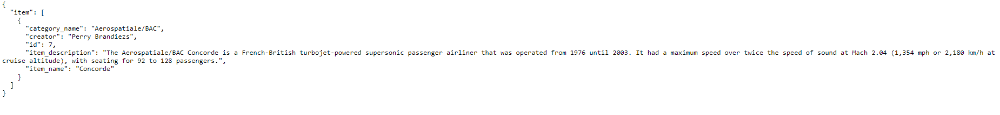 {
  "item": [
    {
      "category_name": "Aerospatiale/BAC",
      "creator": "Perry Brandiezs",
      "id": 7,
      "item_description": "The Aerospatiale/BAC Concorde is a French-British turbojet-powered supersonic passenger airliner that was operated from 1976 until 2003. It had a maximum speed over twice the speed of sound at Mach 2.04 (1,354 mph or 2,180 km/h at
cruise altitude), with seating for 92 to 128 passengers.",
      "item_name": "Concorde"
    }
  ]
}